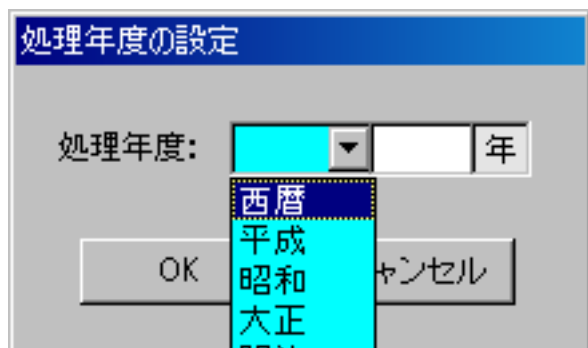 処理年度の設定
処理年度:
年
西暦
平成
昭和
大正
OK
ャンセル